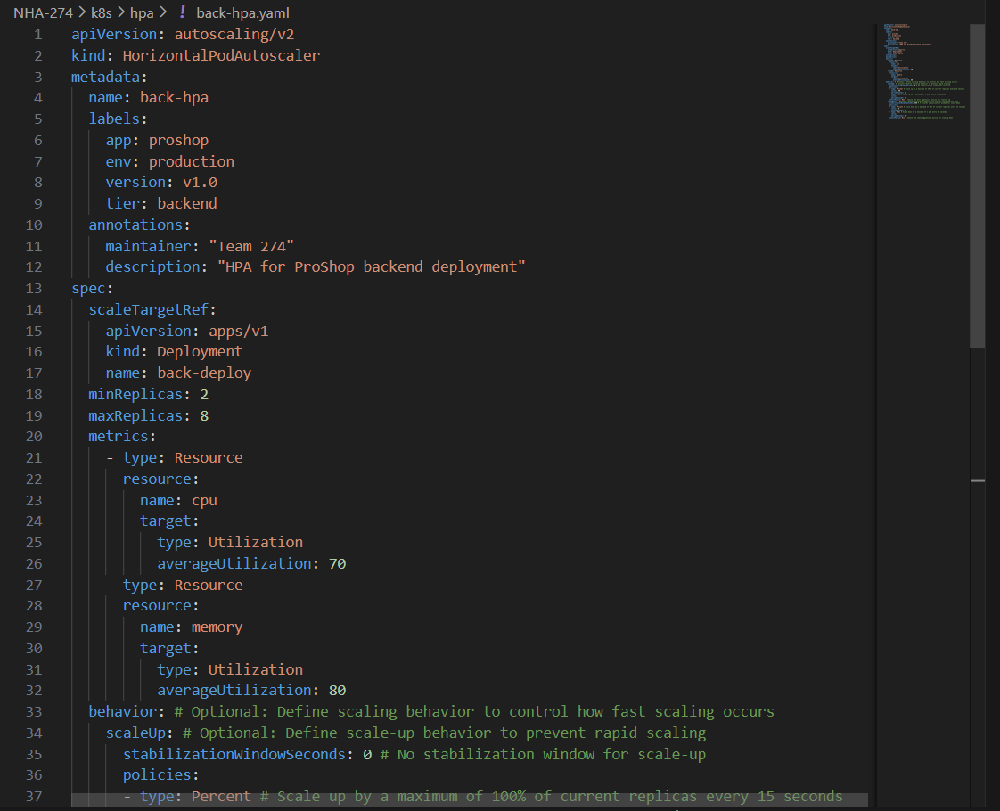 NHA-274 > k8s > hpa > ! back-hpa.yaml
1 apiVersion: autoscaling/v2
2 kind: HorizontalPodAutoscaler
3 metadata:
4   name: back-hpa
5   labels:
6     app: proshop
7     env: production
8     version: v1.0
9     tier: backend
10   annotations:
11     maintainer: "Team 274"
12     description: "HPA for ProShop backend deployment"
13 spec:
14   scaleTargetRef:
15     apiVersion: apps/v1
16     kind: Deployment
17     name: back-deploy
18   minReplicas: 2
19   maxReplicas: 8
20   metrics:
21     - type: Resource
22       resource:
23         name: cpu
24         target:
25           type: Utilization
26           averageUtilization: 70
27     - type: Resource
28       resource:
29         name: memory
30         target:
31           type: Utilization
32           averageUtilization: 80
33   behavior: # Optional: Define scaling behavior to control how fast scaling occurs
34     scaleUp: # Optional: Define scale-up behavior to prevent rapid scaling
35       stabilizationWindowSeconds: 0 # No stabilization window for scale-up
36       policies:
37       - type: Percent # Scale up by a maximum of 100% of current replicas every 15 seconds